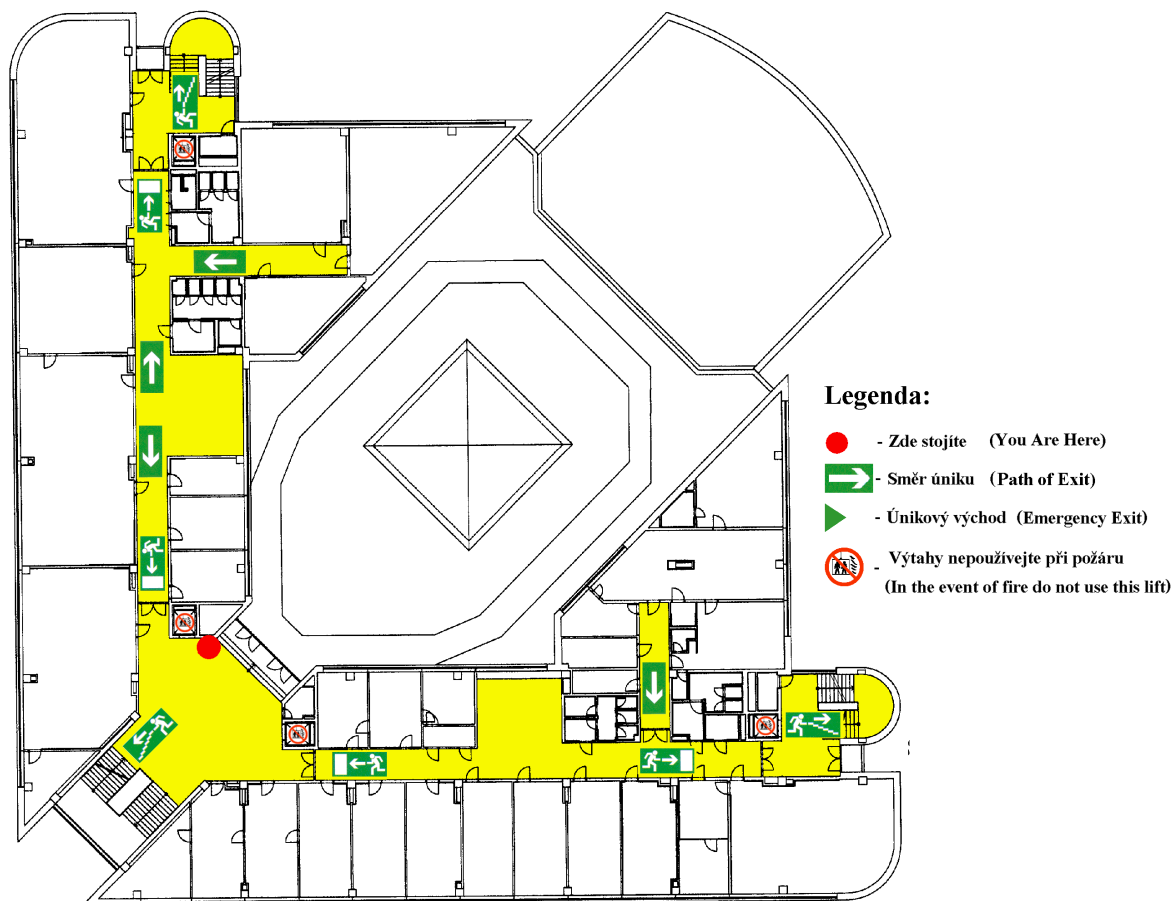 Legenda:
- Zde stojíte (You Are Here)
- Směr úniku (Path of Exit)
- Únikový východ (Emergency Exit)
- Výtahy nepoužívejte při požáru
(In the event of fire do not use this lift)